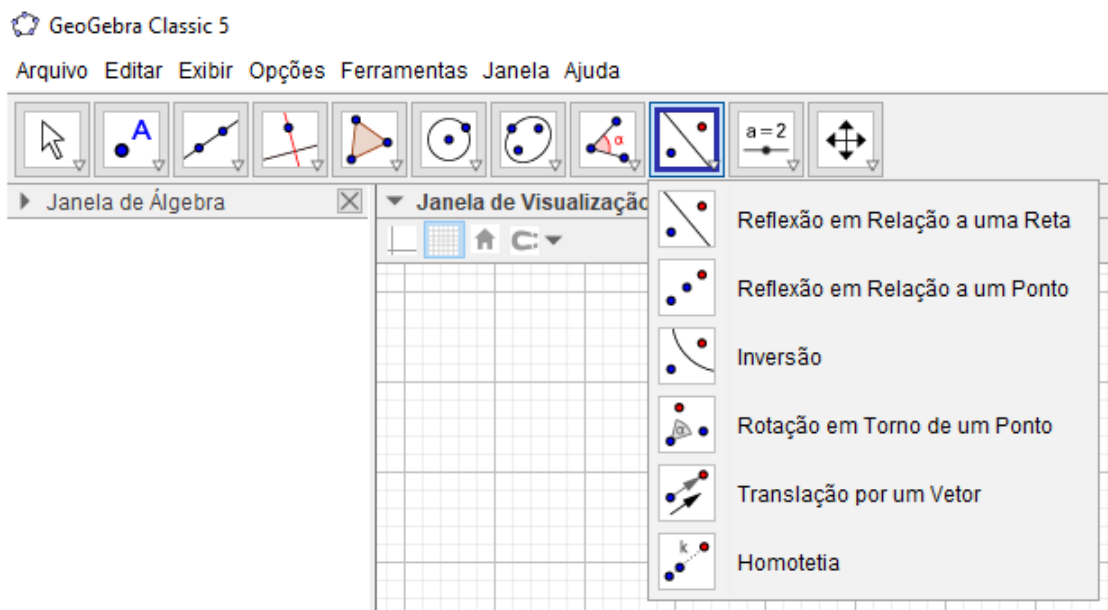 GeoGebra Classic 5
Arquivo Editar Exibir Opções Ferramentas Janela Ajuda
A
α
a=2
Janela de Álgebra
Janela de Visualização
Reflexão em Relação a uma Reta
Reflexão em Relação a um Ponto
Inversão
α
Rotação em Torno de um Ponto
Translação por um Vetor
k
Homotetia